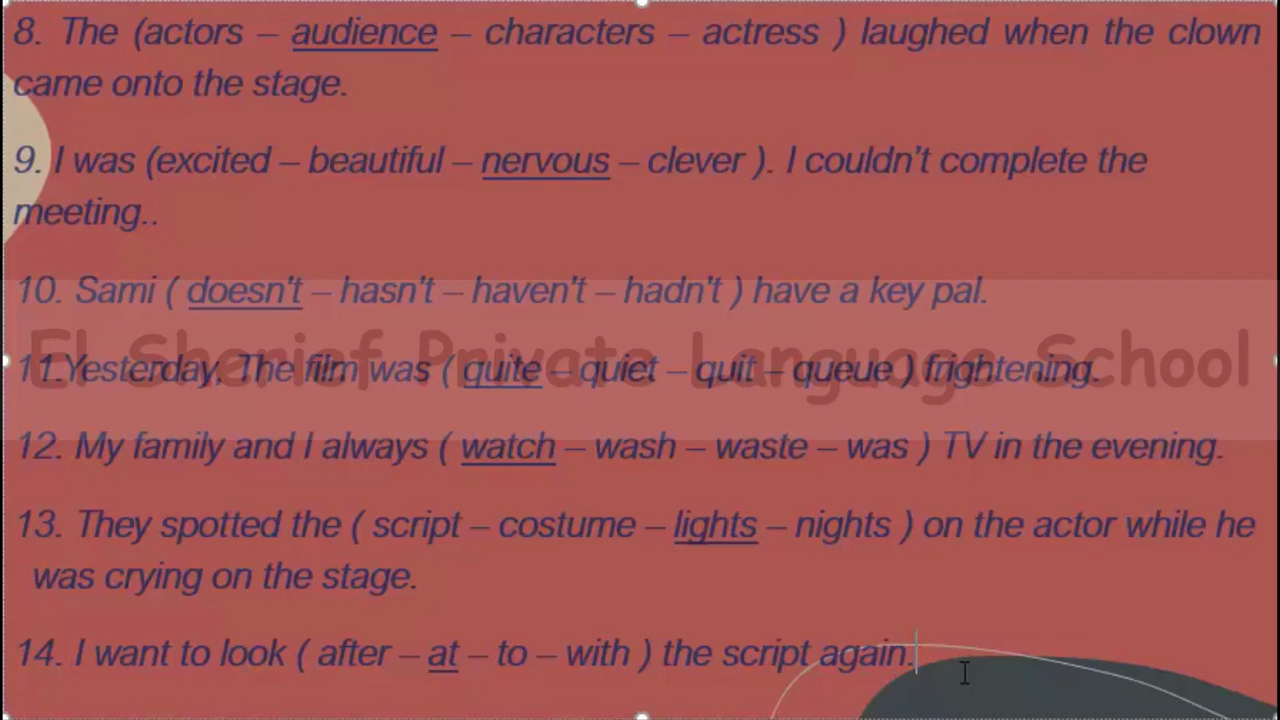 8. The (actors – audience – characters – actress ) laughed when the clown
came onto the stage.
9. I was (excited – beautiful – nervous – clever ). I couldn't complete the
meeting..
10. Sami ( doesn't – hasn't – haven't – hadn't ) have a key pal.
El Sherief Private Language School
11.Yesterday, The film was ( quite – quiet – quit – queue ) frightening.
12. My family and I always ( watch – wash – waste – was ) TV in the evening.
13. They spotted the ( script – costume – lights – nights ) on the actor while he
was crying on the stage.
14. I want to look ( after – at – to – with ) the script again.